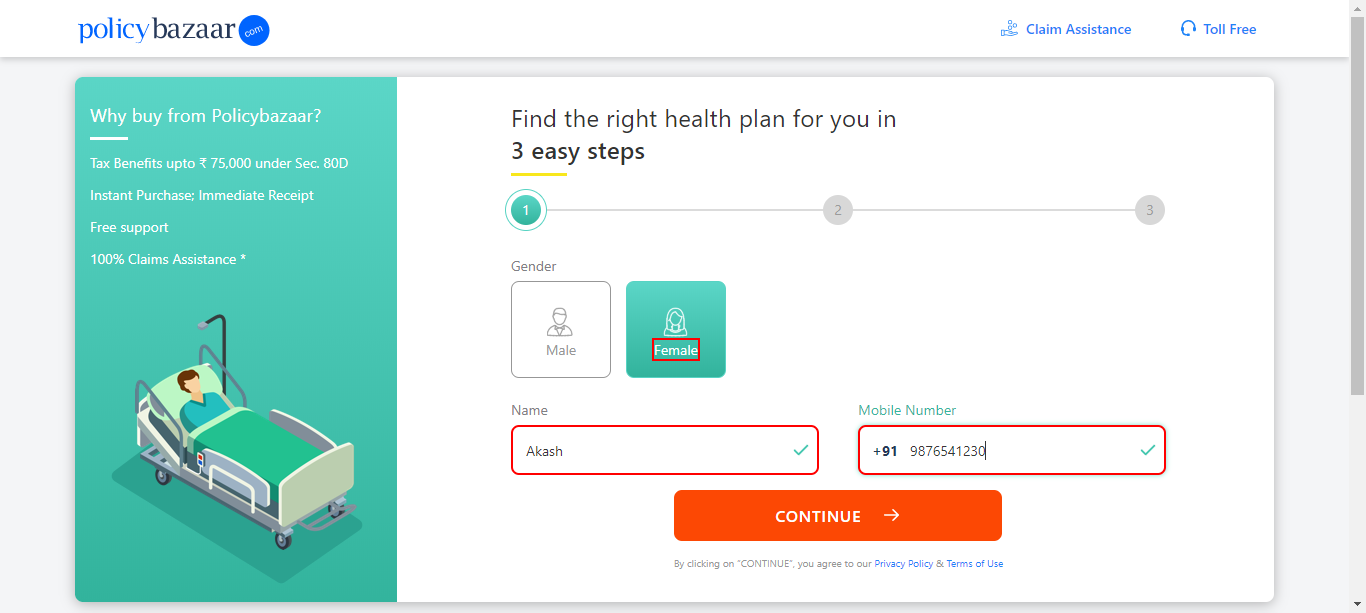 policybazaar com
Claim Assistance
Toll Free
Why buy from Policybazaar?
Tax Benefits upto ₹ 75,000 under Sec. 80D
Instant Purchase; Immediate Receipt
Free support
100% Claims Assistance *
Find the right health plan for you in
3 easy steps
1 2 3
Gender
Male Female
Name
Akash
Mobile Number
+91 9876541230
CONTINUE →
By clicking on “CONTINUE”, you agree to our Privacy Policy & Terms of Use